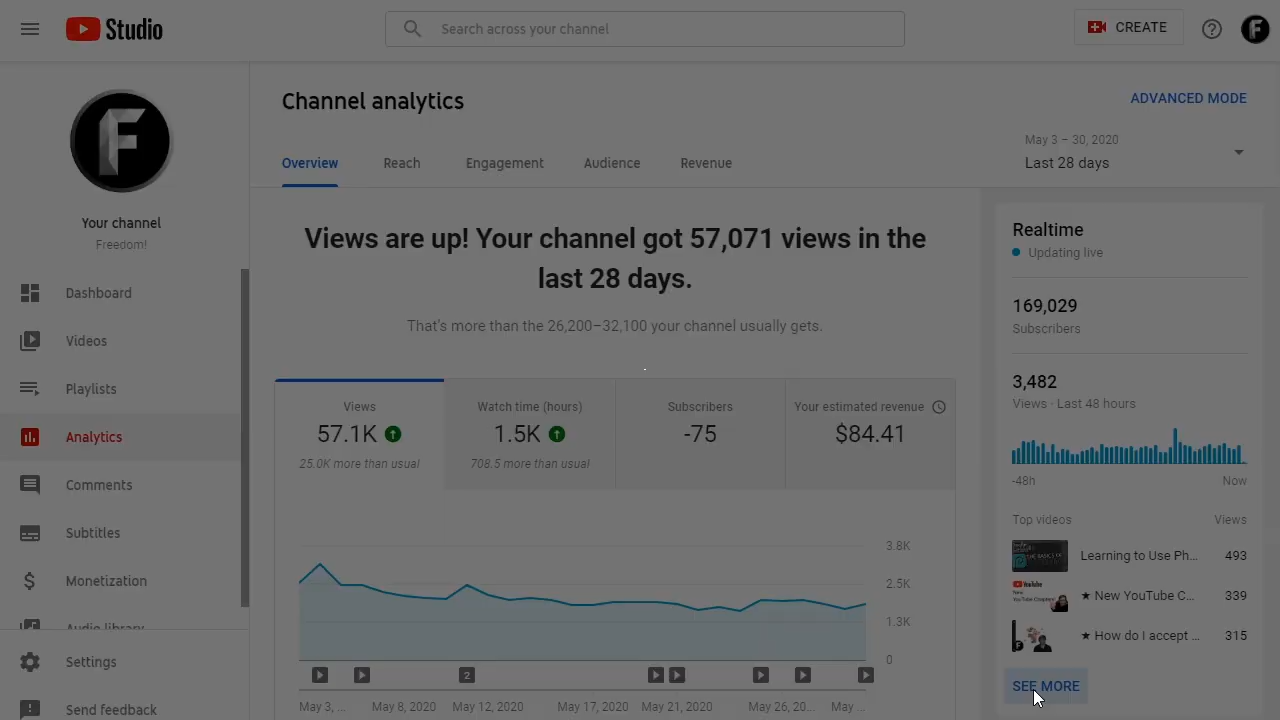 Studio
Search across your channel
CREATE
Your channel
Freedom!
Dashboard
Videos
Playlists
Analytics
Comments
Subtitles
Monetization
Audio library
Settings
Send feedback
Channel analytics
ADVANCED MODE
May 3 – 30, 2020
Last 28 days
Overview
Reach
Engagement
Audience
Revenue
Views are up! Your channel got 57,071 views in the
last 28 days.
That's more than the 26,200–32,100 your channel usually gets.
Views
57.1K
25.0K more than usual
Watch time (hours)
1.5K
708.5 more than usual
Subscribers
-75
Your estimated revenue
$84.41
3.8K
2.5K
1.3K
0
2
May 3, ...
May 8, 2020
May 12, 2020
May 17, 2020
May 21, 2020
May 26, 20...
May ...
Realtime
Updating live
169,029
Subscribers
3,482
Views · Last 48 hours
-48h
Now
Top videos
Views
Learning to Use Ph...
493
★ New YouTube C...
339
★ How do I accept ...
315
SEE MORE